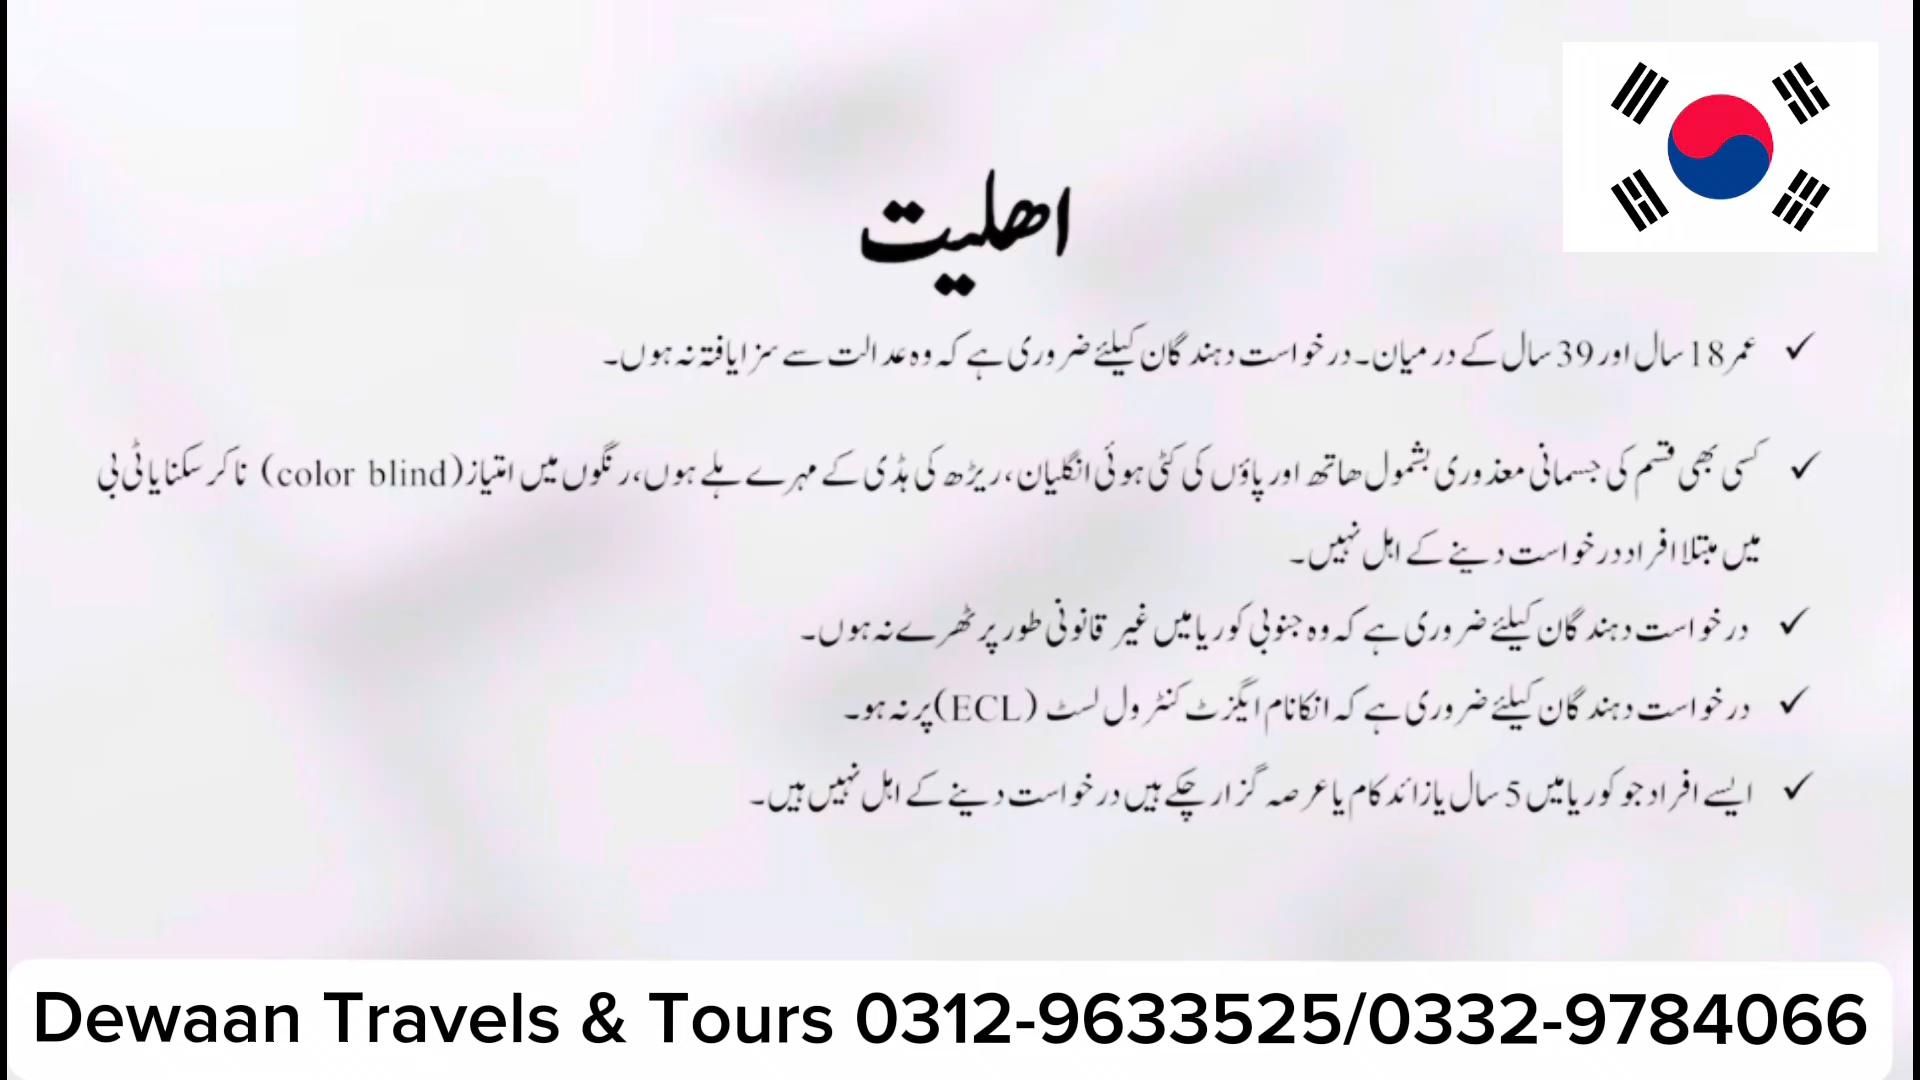 اھلیت
✓ عمر 18 سال اور 39 سال کے درمیان۔ درخواست دہندگان کیلئے ضروری ہے کہ وہ عدالت سے سزا یافتہ نہ ہوں۔
✓ کسی بھی قسم کی جسمانی معذوری بشمول ھاتھ اور پاؤں کی کٹی ہوئی انگلیاں، ریڑھ کی ہڈی کے مہرے ہلے ہوں، رنگوں میں امتیاز (color blind) نا کر سکنا یا ٹی بی
میں مبتلا افراد درخواست دینے کے اہل نہیں۔
✓ درخواست دہندگان کیلئے ضروری ہے کہ وہ جنوبی کوریا میں غیر قانونی طور پر ٹھرے نہ ہوں۔
✓ درخواست دہندگان کیلئے ضروری ہے کہ انکا نام ایگزٹ کنٹرول لسٹ (ECL) پر نہ ہو۔
✓ ایسے افراد جو کوریا میں 5 سال یا زائد کام یا عرصہ گزار چکے ہیں درخواست دینے کے اہل نہیں ہیں۔
Dewaan Travels & Tours 0312-9633525/0332-9784066